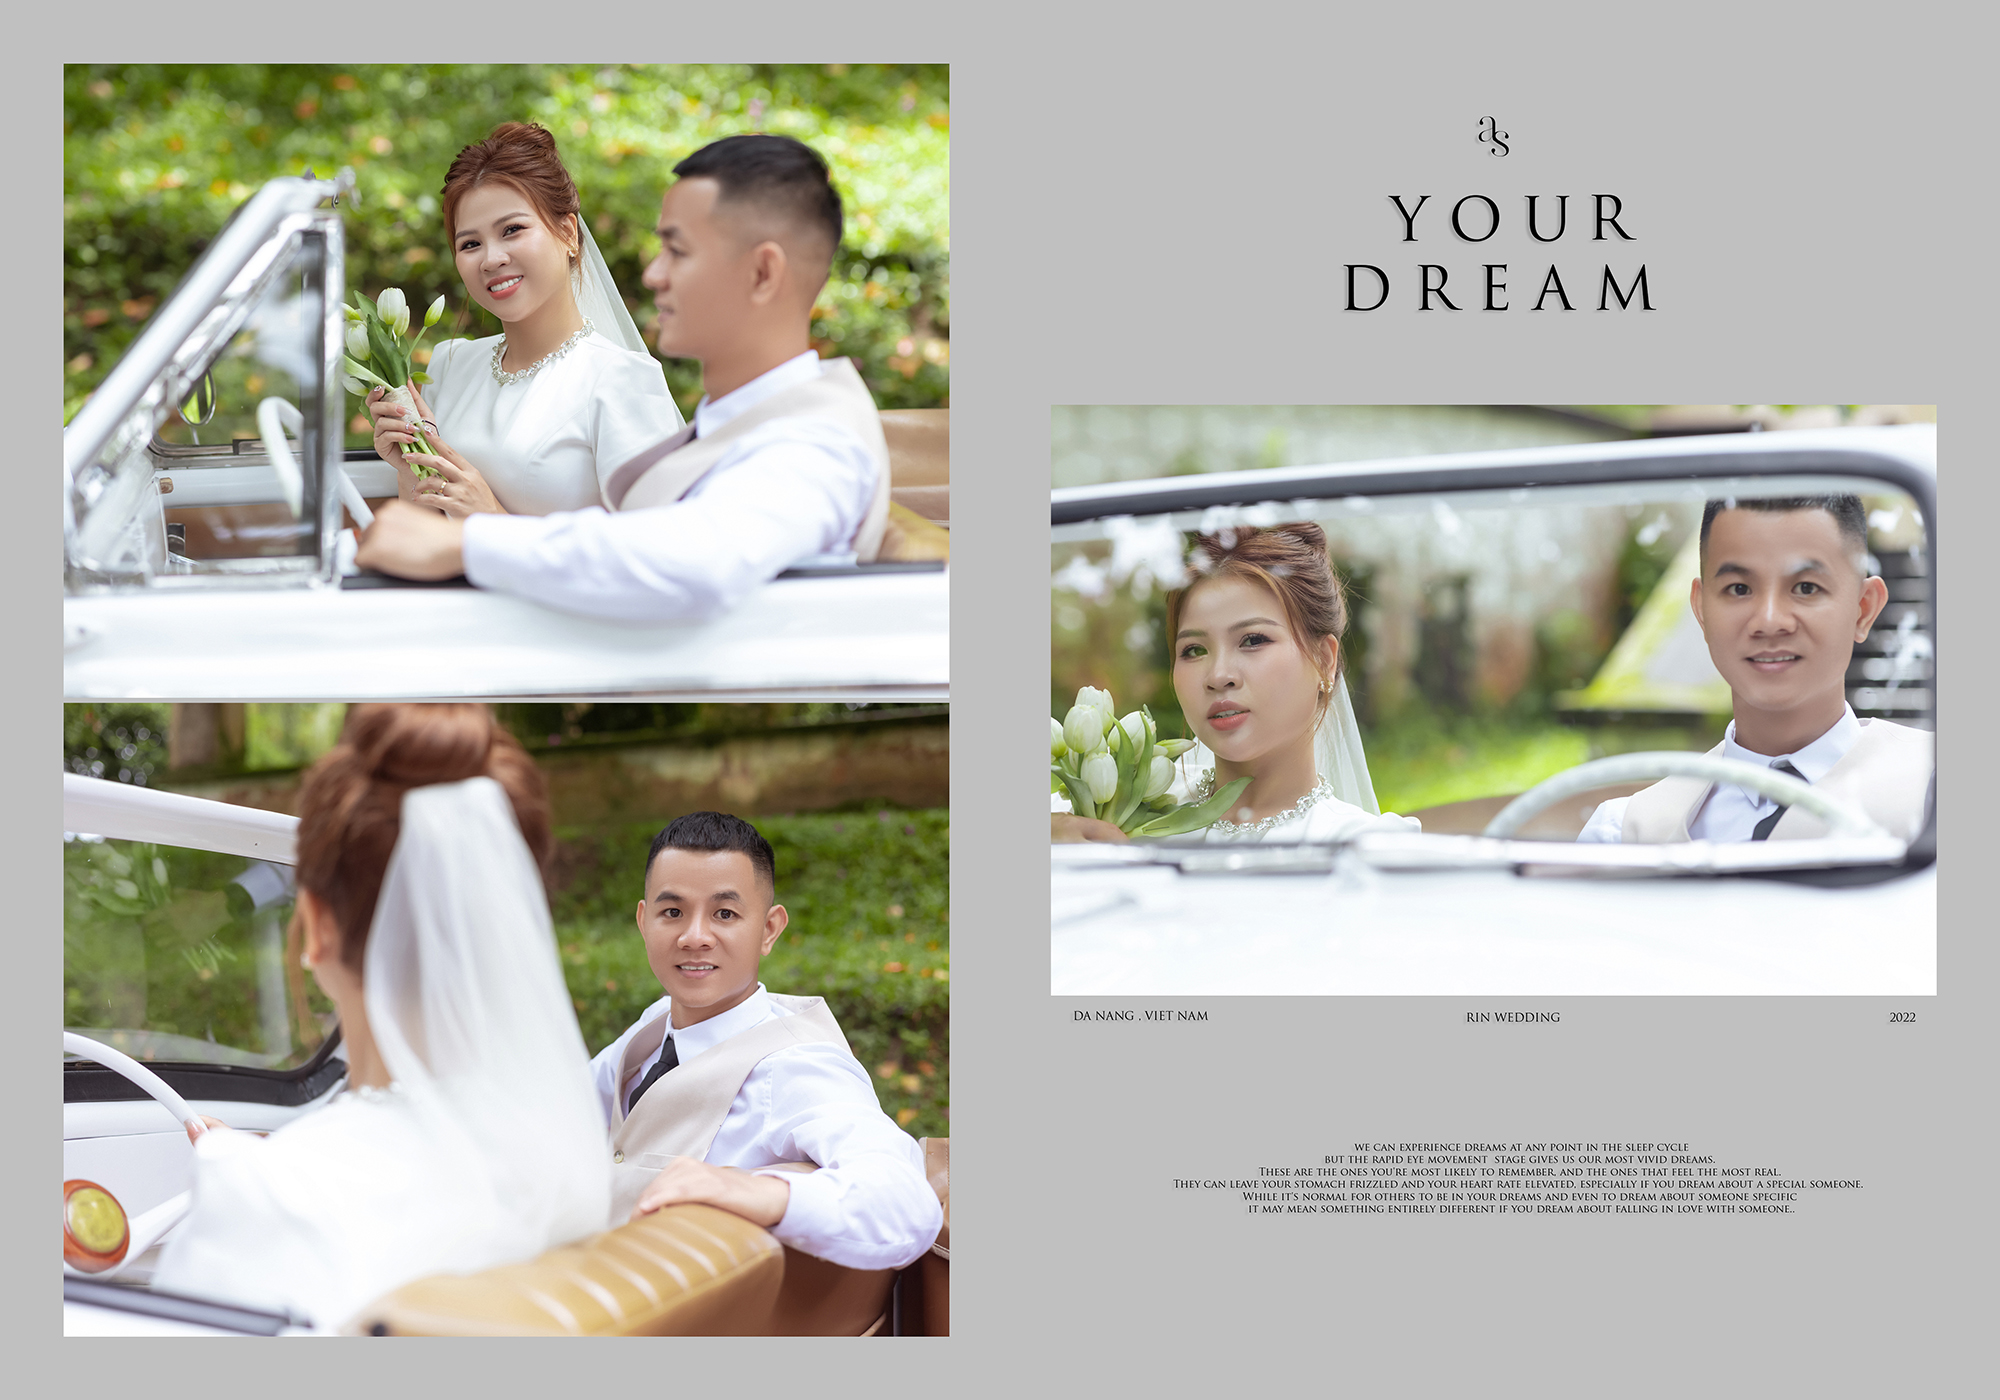 as
YOUR
DREAM
DA NANG , VIET NAM
RIN WEDDING
2022
WE CAN EXPERIENCE DREAMS AT ANY POINT IN THE SLEEP CYCLE
BUT THE RAPID EYE MOVEMENT STAGE GIVES US OUR MOST VIVID DREAMS.
THESE ARE THE ONES YOU'RE MOST LIKELY TO REMEMBER, AND THE ONES THAT FEEL THE MOST REAL.
THEY CAN LEAVE YOUR STOMACH FRIZZLED AND YOUR HEART RATE ELEVATED, ESPECIALLY IF YOU DREAM ABOUT A SPECIAL SOMEONE.
WHILE IT'S NORMAL FOR OTHERS TO BE IN YOUR DREAMS AND EVEN TO DREAM ABOUT SOMEONE SPECIFIC
IT MAY MEAN SOMETHING ENTIRELY DIFFERENT IF YOU DREAM ABOUT FALLING IN LOVE WITH SOMEONE..